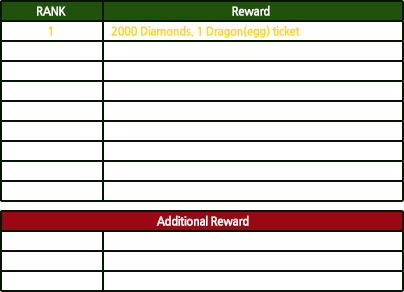 RANK Reward
1 2000 Diamonds, 1 Dragon(egg) ticket
Additional Reward